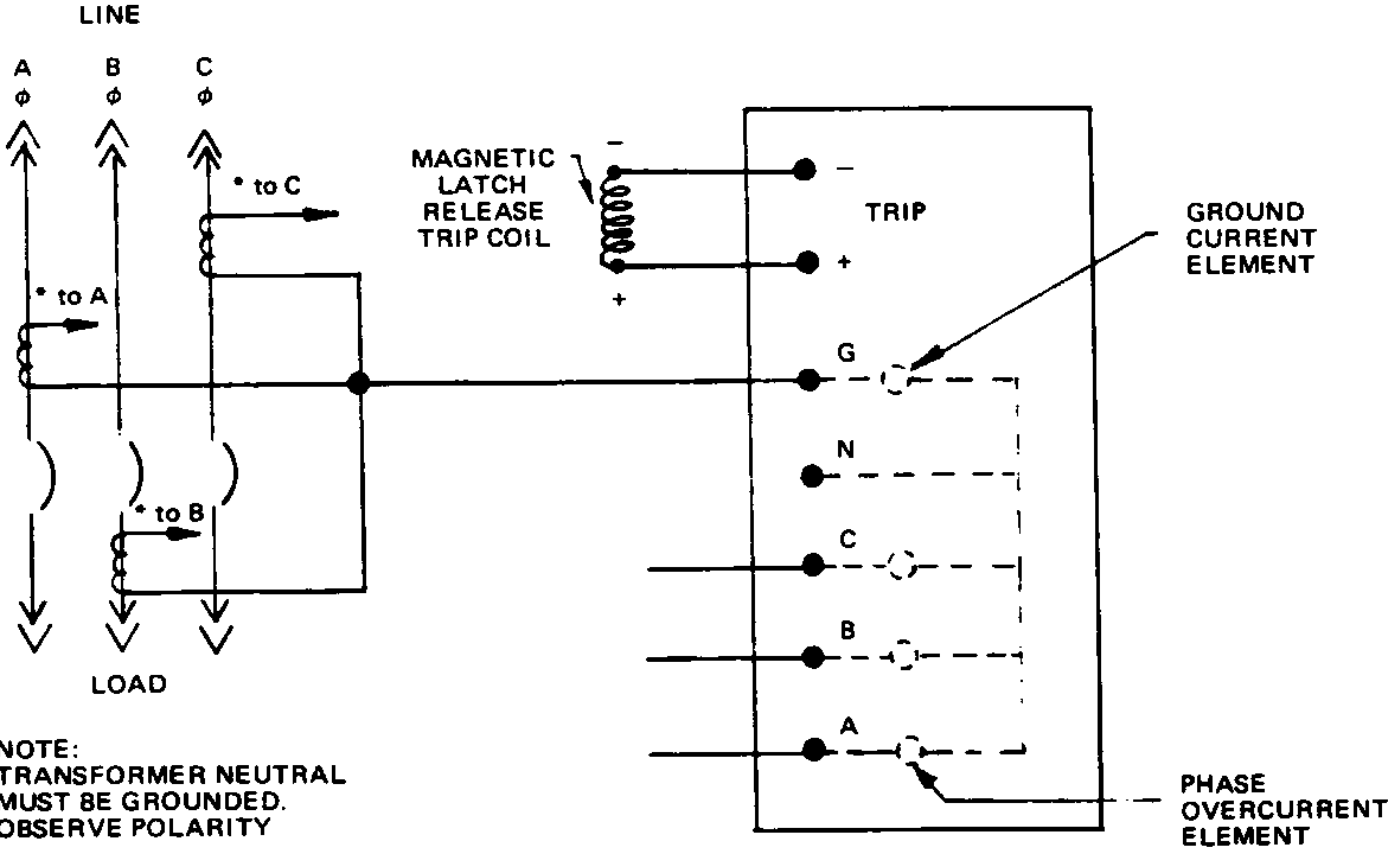 LINE
A B C
ϕ ϕ ϕ
* to C
* to A
* to B
LOAD
NOTE:
TRANSFORMER NEUTRAL
MUST BE GROUNDED.
OBSERVE POLARITY
MAGNETIC
LATCH
RELEASE
TRIP COIL
−
+
−
TRIP
+
G
N
C
B
A
GROUND
CURRENT
ELEMENT
PHASE
OVERCURRENT
ELEMENT